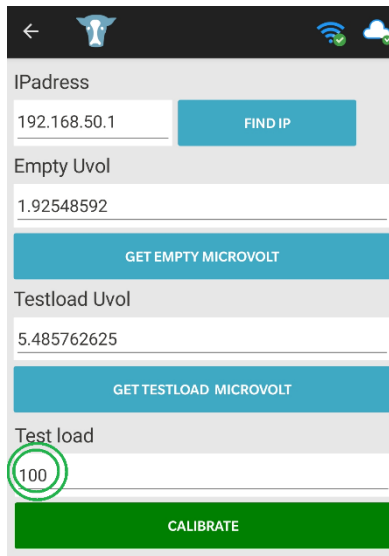 IPadress
192.168.50.1
FIND IP
Empty Uvol
1.92548592
GET EMPTY MICROVOLT
Testload Uvol
5.485762625
GET TESTLOAD MICROVOLT
Test load
100
CALIBRATE